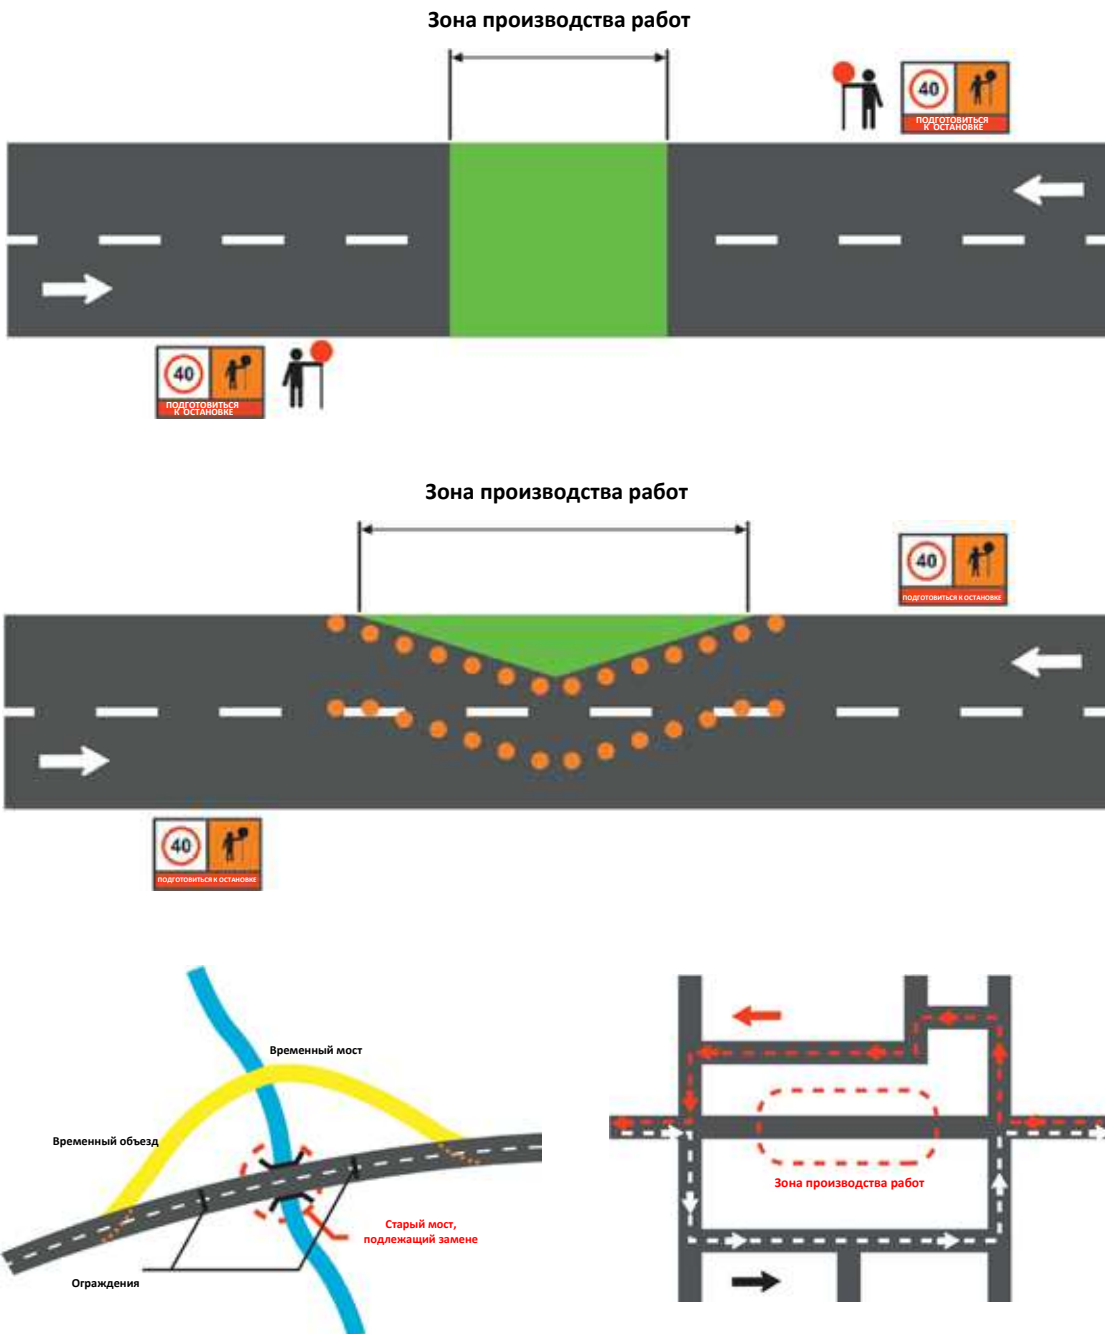 Зона производства работ
40
ПОДГОТОВИТЬСЯ
К ОСТАНОВКЕ
40
ПОДГОТОВИТЬСЯ
К ОСТАНОВКЕ
Зона производства работ
40
ПОДГОТОВИТЬСЯ К ОСТАНОВКЕ
40
ПОДГОТОВИТЬСЯ К ОСТАНОВКЕ
Временный мост
Временный объезд
Старый мост,
подлежащий замене
Ограждения
Зона производства работ